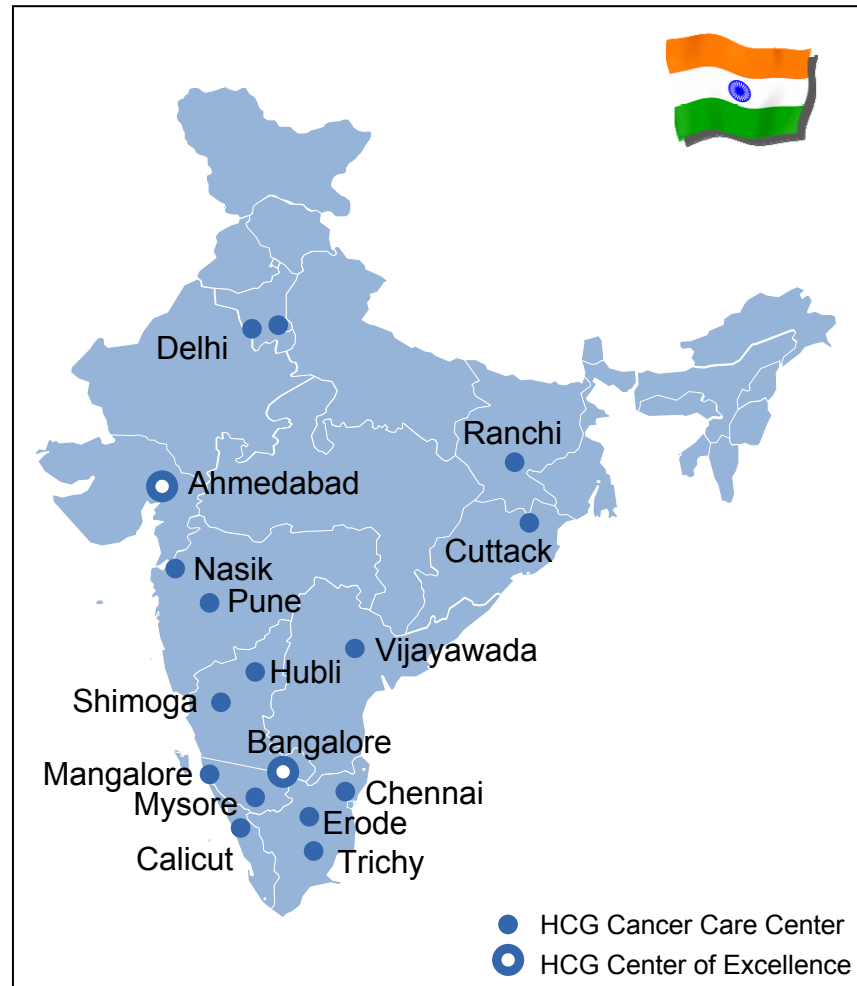 Delhi
Ranchi
Ahmedabad
Cuttack
Nasik
Pune
Vijayawada
Hubli
Shimoga
Bangalore
Mangalore
Chennai
Mysore
Erode
Calicut
Trichy
HCG Cancer Care Center
HCG Center of Excellence